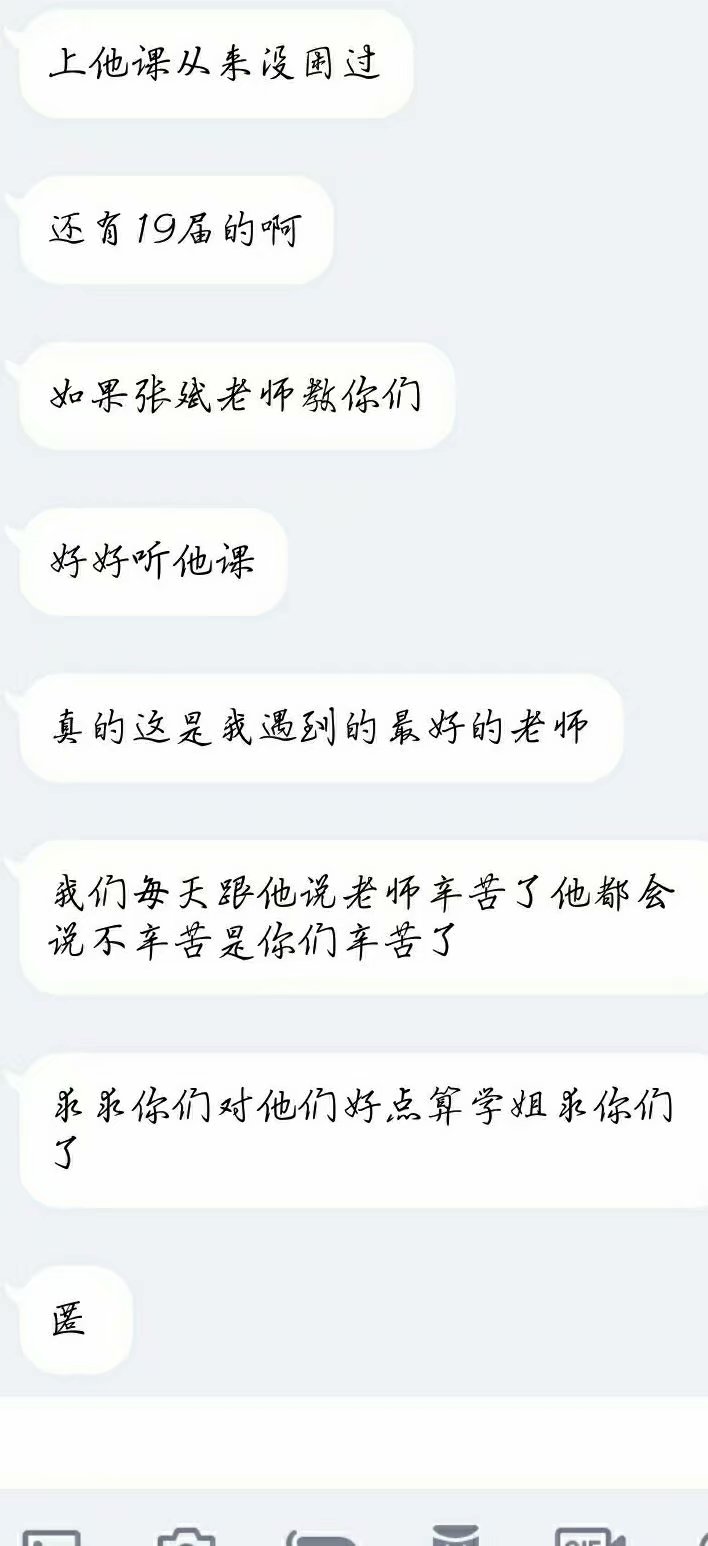 上他课从来没困过
还有19届的啊
如果张斌老师教你们
好好听他课
真的这是我遇到的最好的老师
我们每天跟他说老师辛苦了他都会
说不辛苦是你们辛苦了
求求你们对他们好点算学姐求你们
了
匿
GIF